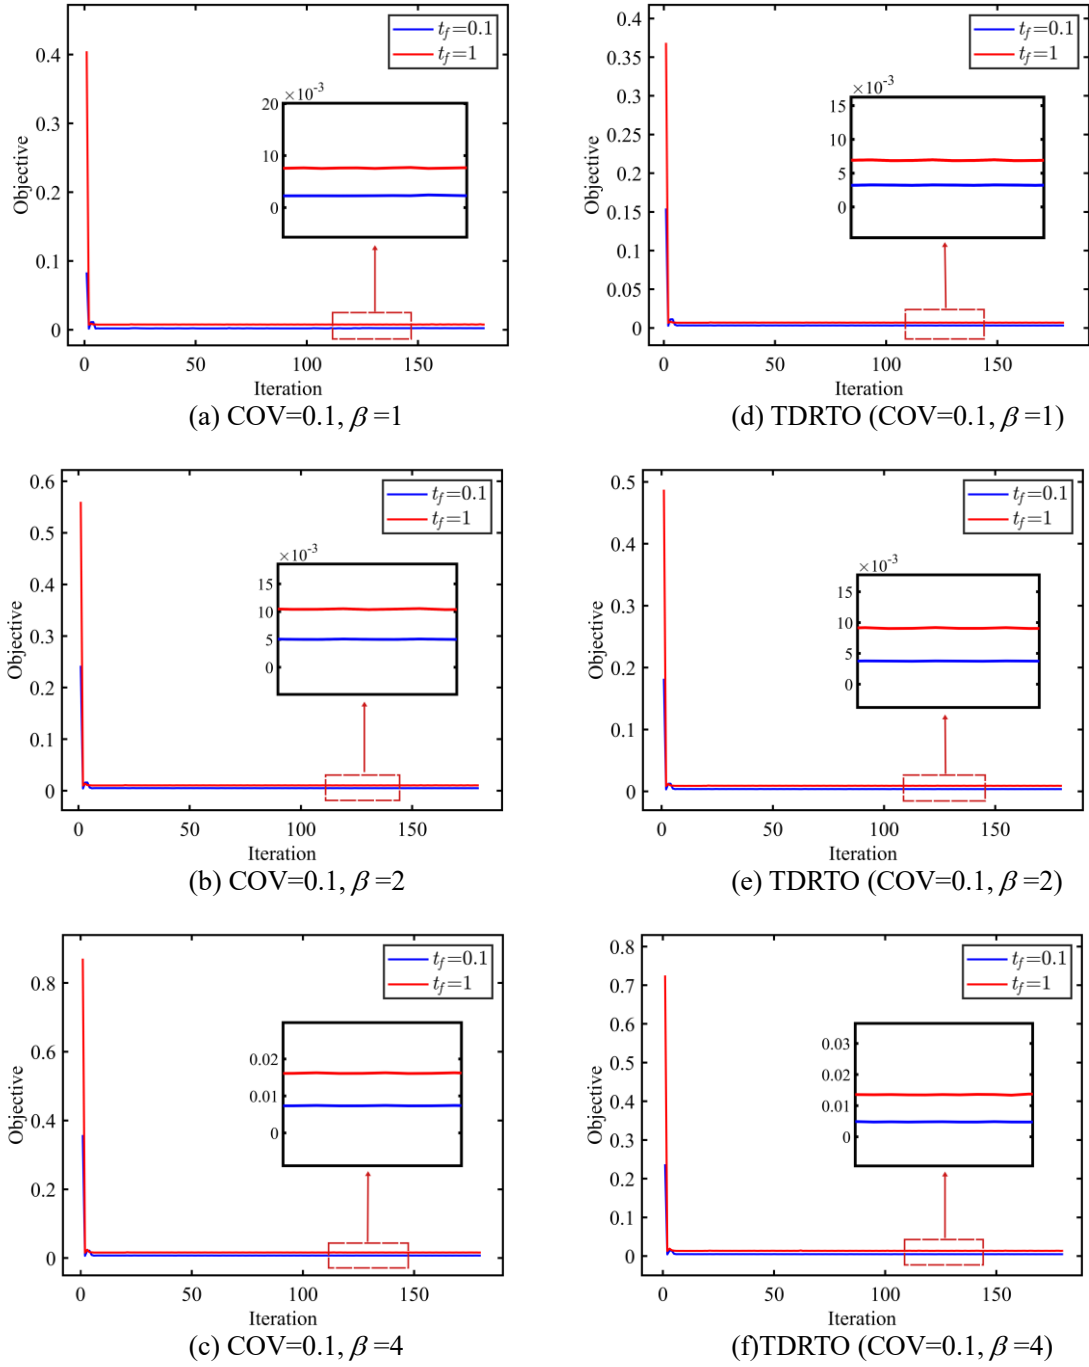 t_f=0.1
t_f=1
0.4
0.3
0.2
0.1
0
Objective
×10^-3
20
10
0
0 50 100 150
Iteration
(a) COV=0.1, β=1
t_f=0.1
t_f=1
0.4
0.35
0.3
0.25
0.2
0.15
0.1
0.05
0
Objective
×10^-3
15
10
5
0
0 50 100 150
Iteration
(d) TDRTO (COV=0.1, β=1)
t_f=0.1
t_f=1
0.6
0.5
0.4
0.3
0.2
0.1
0
Objective
×10^-3
15
10
5
0
0 50 100 150
Iteration
(b) COV=0.1, β=2
t_f=0.1
t_f=1
0.5
0.4
0.3
0.2
0.1
0
Objective
×10^-3
15
10
5
0
0 50 100 150
Iteration
(e) TDRTO (COV=0.1, β=2)
t_f=0.1
t_f=1
0.8
0.6
0.4
0.2
0
Objective
0.02
0.01
0
0 50 100 150
Iteration
(c) COV=0.1, β=4
t_f=0.1
t_f=1
0.8
0.7
0.6
0.5
0.4
0.3
0.2
0.1
0
Objective
0.03
0.02
0.01
0
0 50 100 150
Iteration
(f)TDRTO (COV=0.1, β=4)